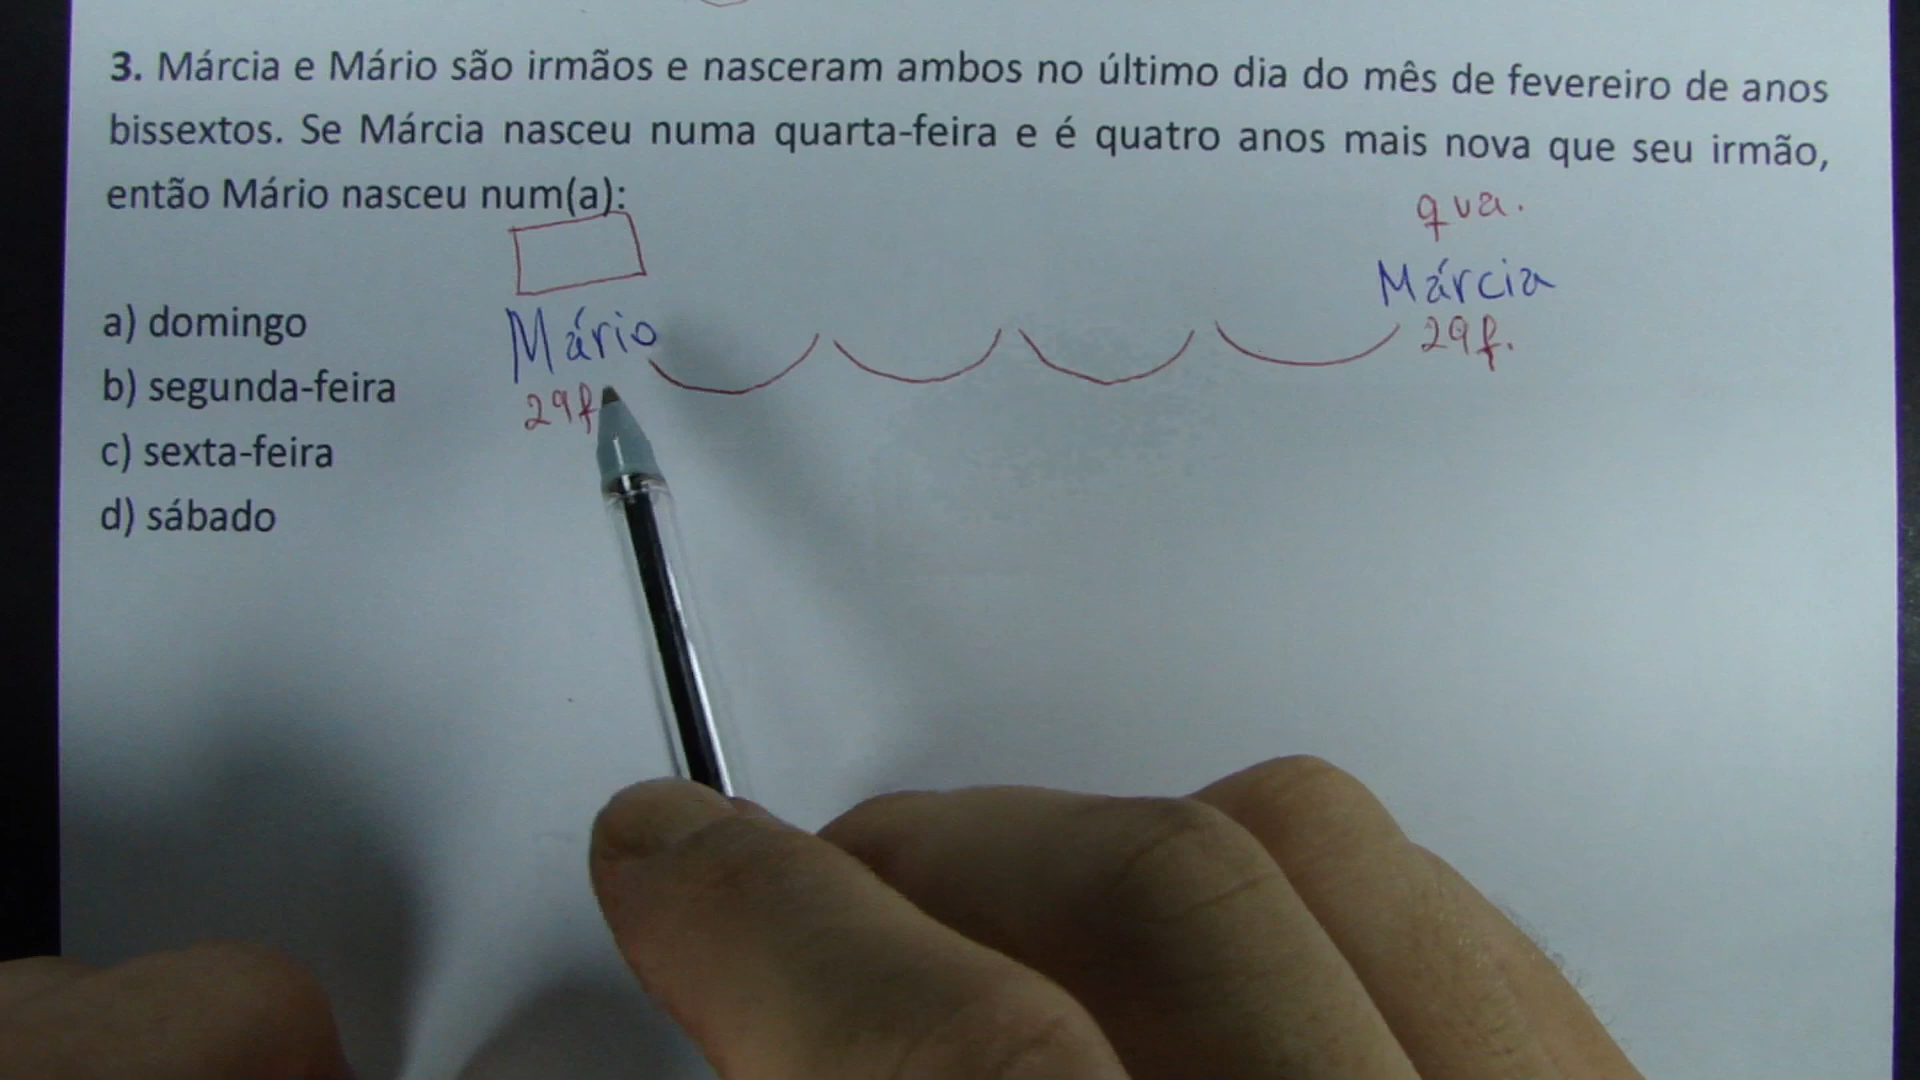 3. Márcia e Mário são irmãos e nasceram ambos no último dia do mês de fevereiro de anos
bissextos. Se Márcia nasceu numa quarta-feira e é quatro anos mais nova que seu irmão,
então Mário nasceu num(a):
qua.
Márcia
29f.
Mário
29f
a) domingo
b) segunda-feira
c) sexta-feira
d) sábado